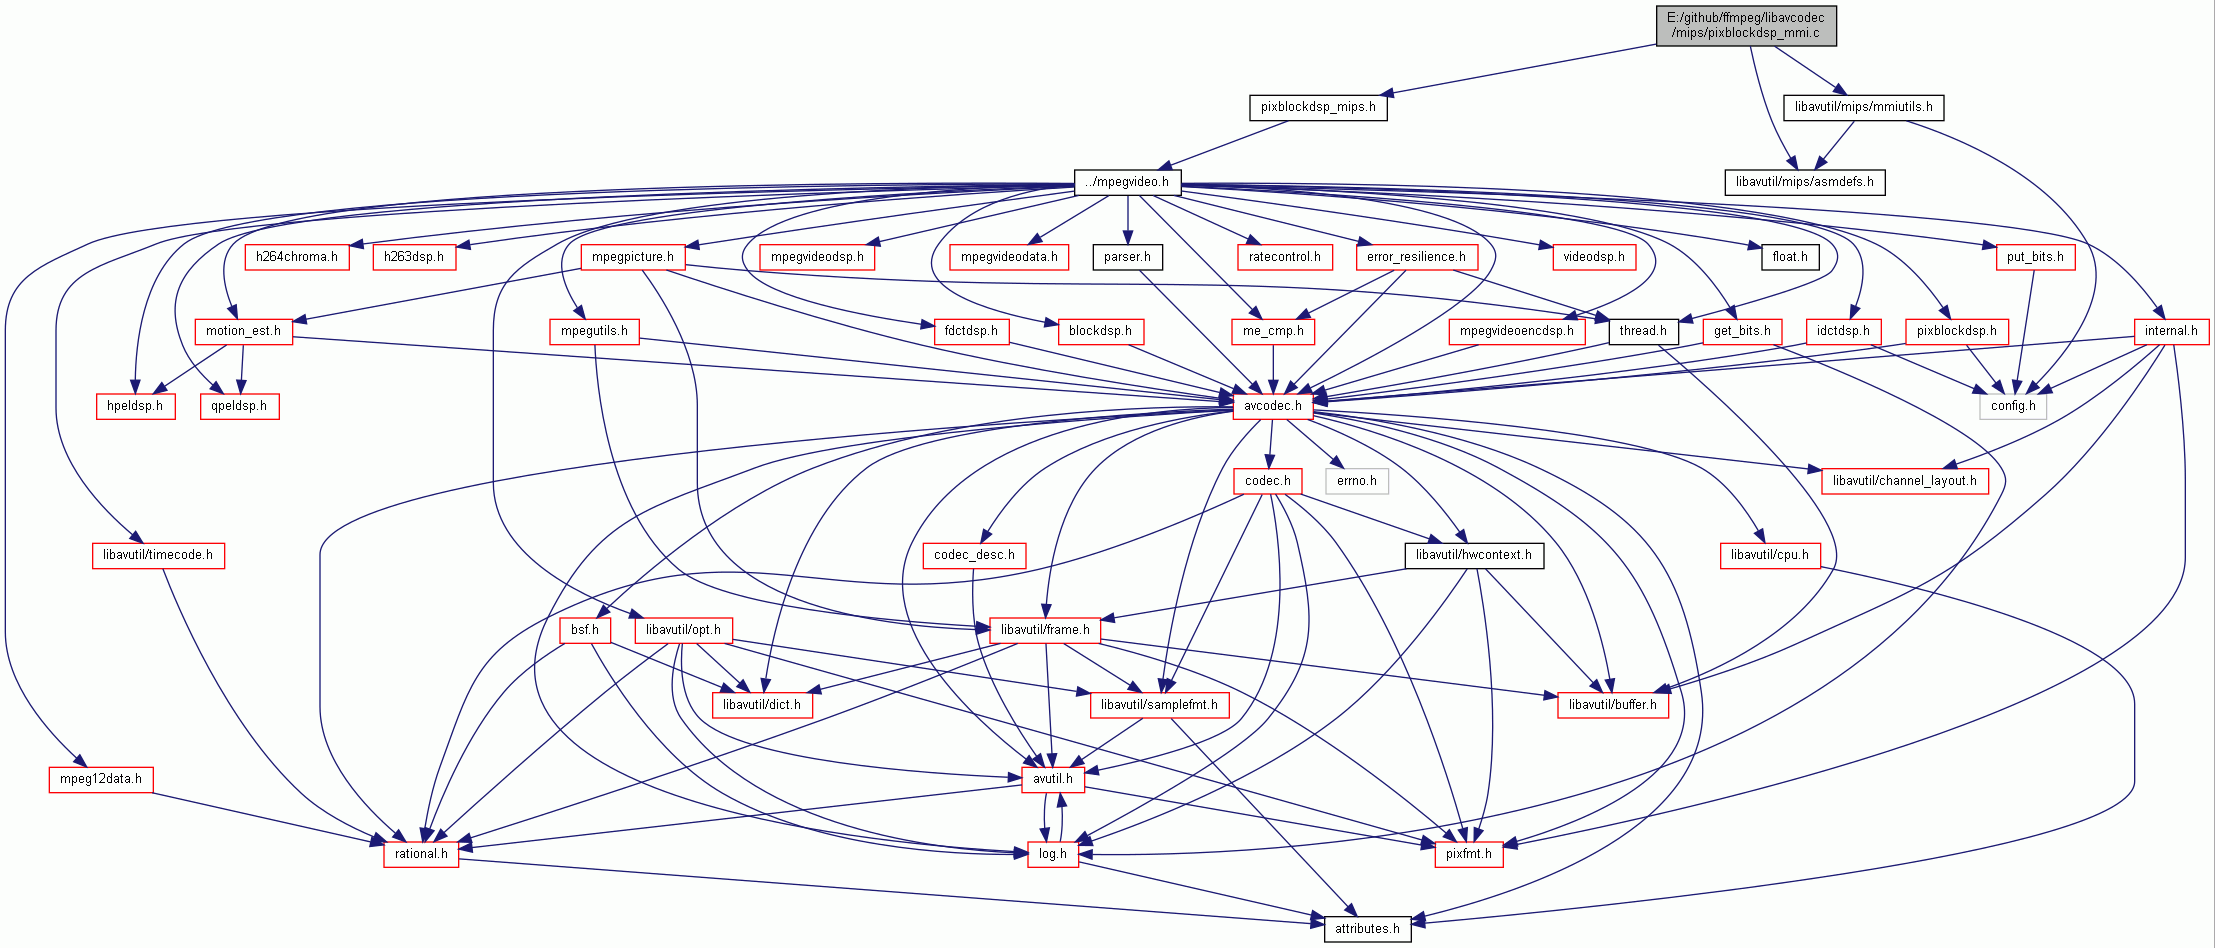 E:/github/ffmpeg/libavcodec
/mips/pixblockdsp_mmi.c
pixblockdsp_mips.h
libavutil/mips/mmiutils.h
../mpegvideo.h
libavutil/mips/asmdefs.h
h264chroma.h
h263dsp.h
mpegpicture.h
mpegvideodsp.h
mpegvideodata.h
parser.h
ratecontrol.h
error_resilience.h
videodsp.h
float.h
put_bits.h
motion_est.h
mpegutils.h
fdctdsp.h
blockdsp.h
me_cmp.h
mpegvideoencdsp.h
thread.h
get_bits.h
idctdsp.h
pixblockdsp.h
internal.h
hpeldsp.h
qpeldsp.h
avcodec.h
config.h
codec.h
errno.h
libavutil/channel_layout.h
libavutil/timecode.h
codec_desc.h
libavutil/hwcontext.h
libavutil/cpu.h
bsf.h
libavutil/opt.h
libavutil/frame.h
libavutil/dict.h
libavutil/samplefmt.h
libavutil/buffer.h
mpeg12data.h
avutil.h
rational.h
log.h
pixfmt.h
attributes.h